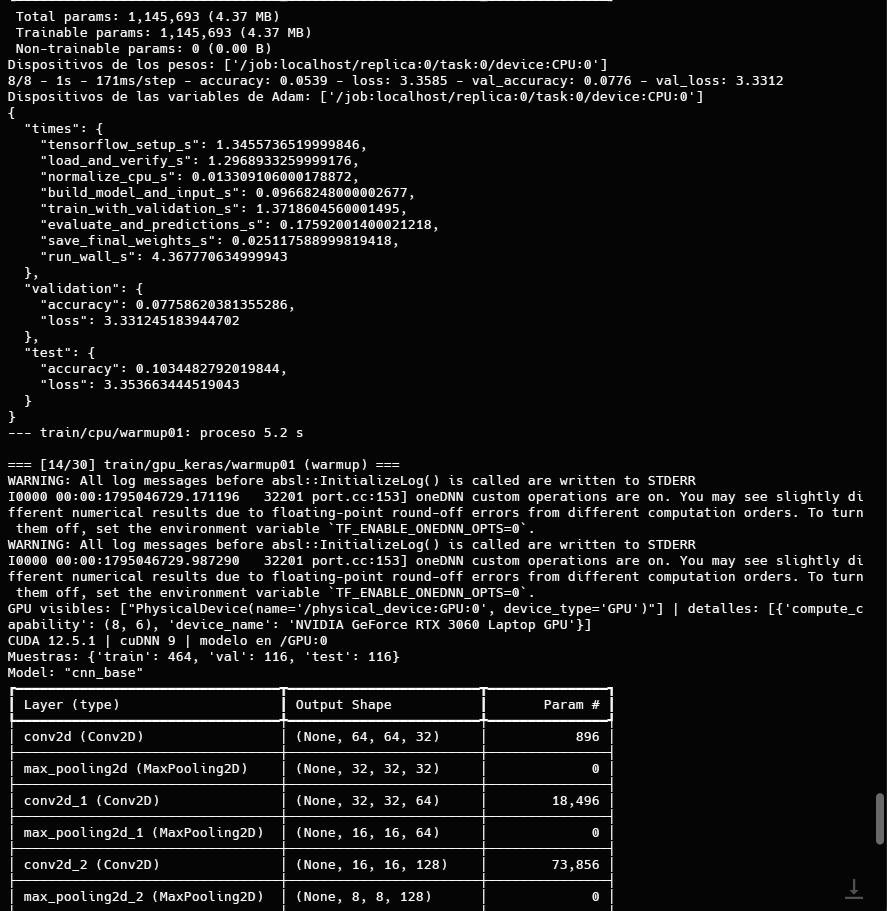 Total params: 1,145,693 (4.37 MB)
Trainable params: 1,145,693 (4.37 MB)
Non-trainable params: 0 (0.00 B)
Dispositivos de los pesos: ['/job:localhost/replica:0/task:0/device:CPU:0']
8/8 - 1s - 171ms/step - accuracy: 0.0539 - loss: 3.3585 - val_accuracy: 0.0776 - val_loss: 3.3312
Dispositivos de las variables de Adam: ['/job:localhost/replica:0/task:0/device:CPU:0']
{
  "times": {
    "tensorflow_setup_s": 1.3455736519999846,
    "load_and_verify_s": 1.2968933259999176,
    "normalize_cpu_s": 0.013309106000178872,
    "build_model_and_input_s": 0.09668248000002677,
    "train_with_validation_s": 1.3718604560001495,
    "evaluate_and_predictions_s": 0.17592001400021218,
    "save_final_weights_s": 0.025117588999819418,
    "run_wall_s": 4.367770634999943
  },
  "validation": {
    "accuracy": 0.07758620381355286,
    "loss": 3.331245183944702
  },
  "test": {
    "accuracy": 0.1034482792019844,
    "loss": 3.353663444519043
  }
}
--- train/cpu/warmup01: proceso 5.2 s
=== [14/30] train/gpu_keras/warmup01 (warmup) ===
WARNING: All log messages before absl::InitializeLog() is called are written to STDERR
I0000 00:00:1795046729.171196   32201 port.cc:153] oneDNN custom operations are on. You may see slightly di
fferent numerical results due to floating-point round-off errors from different computation orders. To turn
 them off, set the environment variable `TF_ENABLE_ONEDNN_OPTS=0`.
WARNING: All log messages before absl::InitializeLog() is called are written to STDERR
I0000 00:00:1795046729.987290   32201 port.cc:153] oneDNN custom operations are on. You may see slightly di
fferent numerical results due to floating-point round-off errors from different computation orders. To turn
 them off, set the environment variable `TF_ENABLE_ONEDNN_OPTS=0`.
GPU visibles: ["PhysicalDevice(name='/physical_device:GPU:0', device_type='GPU')"] | detalles: [{'compute_c
apability': (8, 6), 'device_name': 'NVIDIA GeForce RTX 3060 Laptop GPU'}]
CUDA 12.5.1 | cuDNN 9 | modelo en /GPU:0
Muestras: {'train': 464, 'val': 116, 'test': 116}
Model: "cnn_base"
Layer (type) Output Shape Param #
conv2d (Conv2D) (None, 64, 64, 32) 896
max_pooling2d (MaxPooling2D) (None, 32, 32, 32) 0
conv2d_1 (Conv2D) (None, 32, 32, 64) 18,496
max_pooling2d_1 (MaxPooling2D) (None, 16, 16, 64) 0
conv2d_2 (Conv2D) (None, 16, 16, 128) 73,856
max_pooling2d_2 (MaxPooling2D) (None, 8, 8, 128) 0